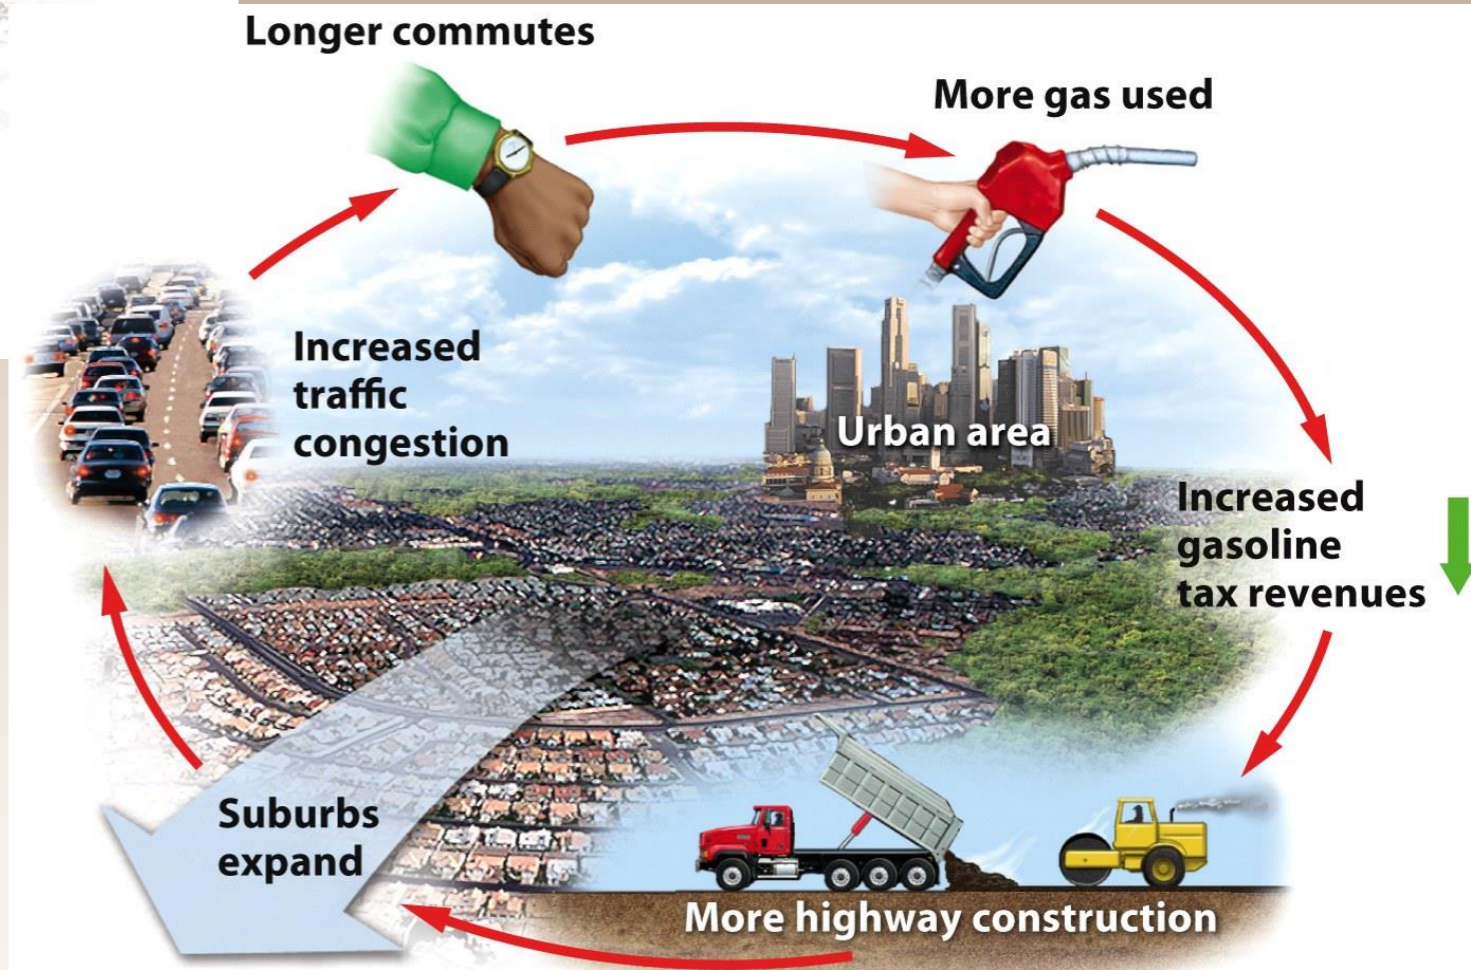 Longer commutes
More gas used
Increased
traffic
congestion
Urban area
Increased
gasoline
tax revenues
Suburbs
expand
More highway construction